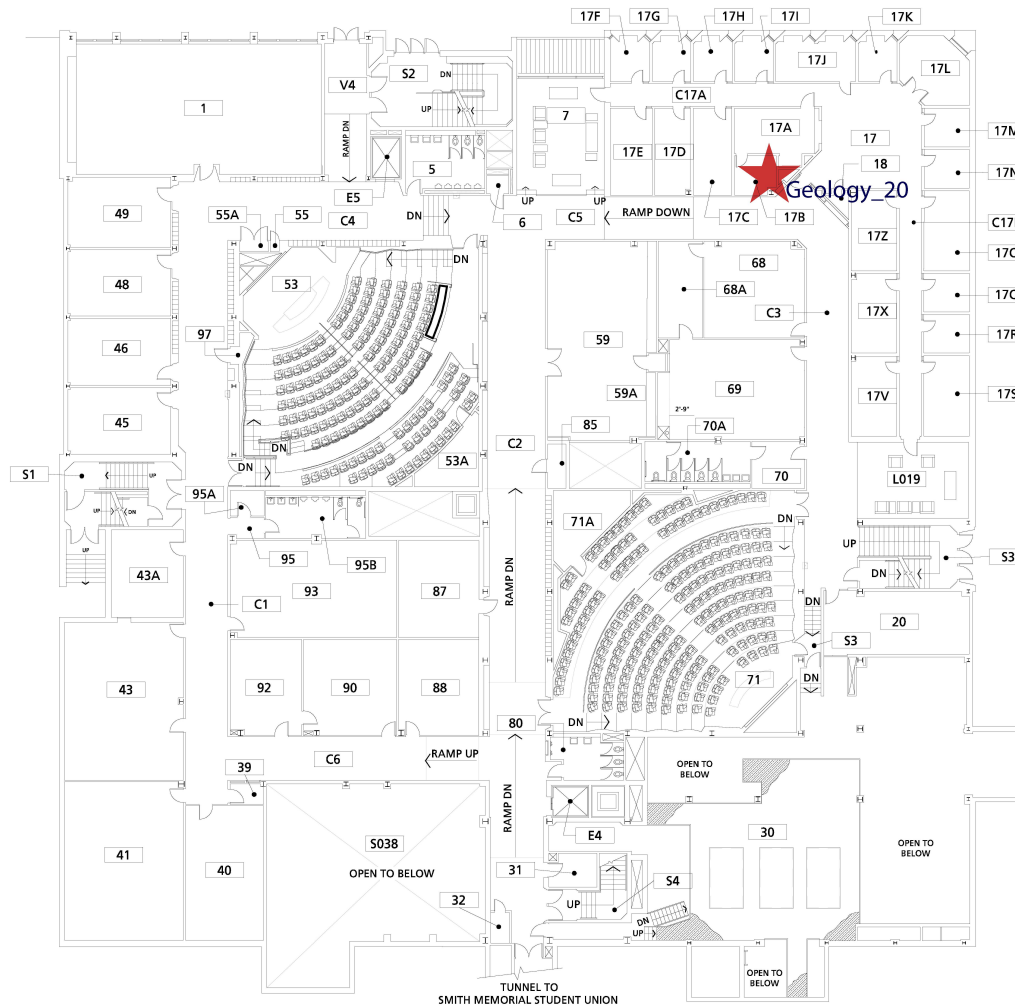 17F
17G
17H
17I
17K
S2
DN
UP
V4
17J
17L
C17A
1
7
17A
17
17M
RAMP DN
5
17E
17D
18
17N
E5
Geology_20
49
55A
55
C4
DN
6
UP
C5
UP
RAMP DOWN
17C
17B
17Z
C17
DN
68
17O
53
48
68A
C3
17X
97
59
46
17R
69
59A
17V
17S
45
2'-9"
85
70A
C2
S1
DN
DN
53A
70
L019
UP
UP
DN
95A
71A
DN
UP
UP
DN
S3
43A
95
95B
RAMP DN
93
87
C1
DN
20
S3
43
92
90
88
71
DN
80
DN
39
C6
RAMP UP
OPEN TO
BELOW
RAMP DN
E4
30
S038
OPEN TO BELOW
41
40
OPEN TO
BELOW
31
S4
32
UP
DN
UP
OPEN TO
BELOW
TUNNEL TO
SMITH MEMORIAL STUDENT UNION